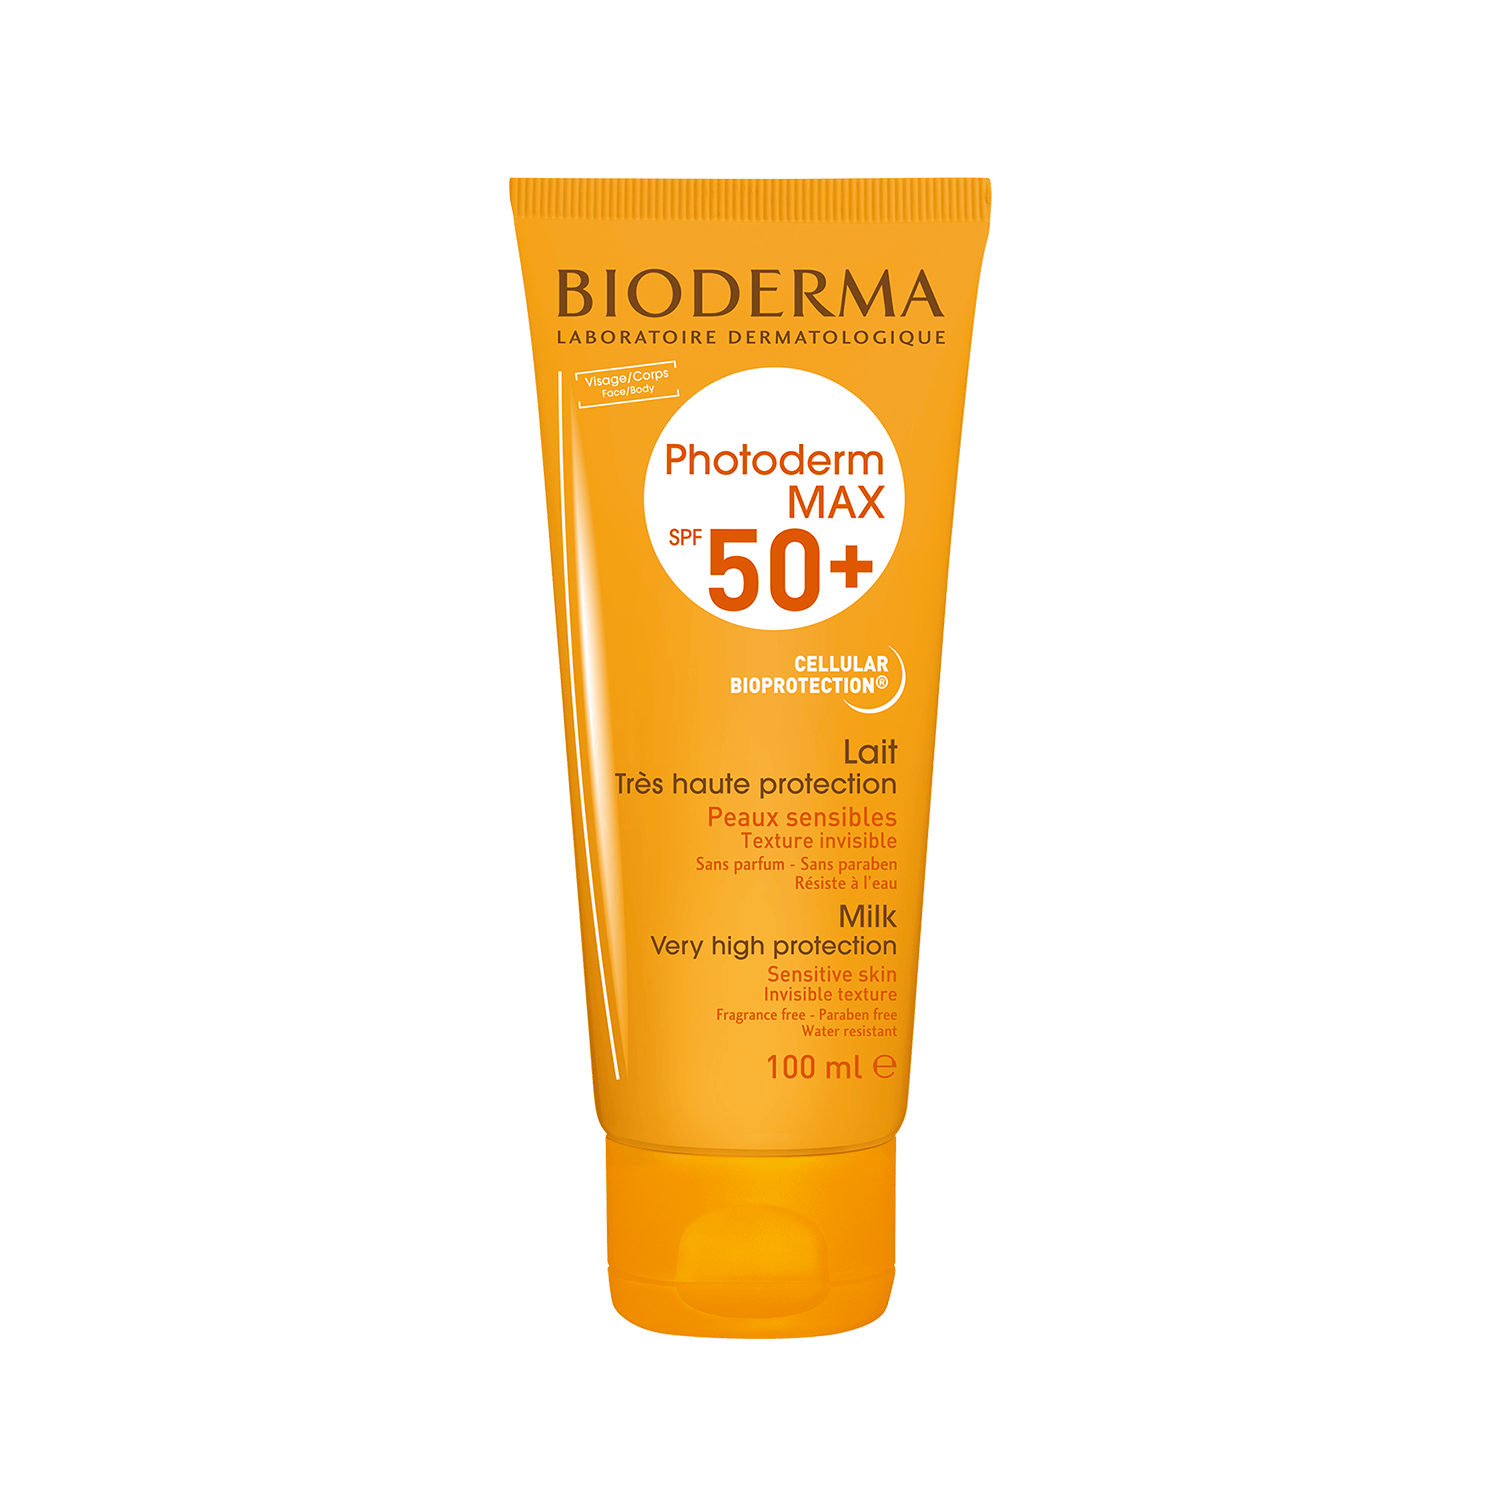 BIODERMA
LABORATOIRE DERMATOLOGIQUE
Visage/Corps
Face/Body
Photoderm
MAX
SPF 50+
CELLULAR
BIOPROTECTION®
Lait
Très haute protection
Peaux sensibles
Texture invisible
Sans parfum - Sans paraben
Résiste à l'eau
Milk
Very high protection
Sensitive skin
Invisible texture
Fragrance free - Paraben free
Water resistant
100 ml ℮